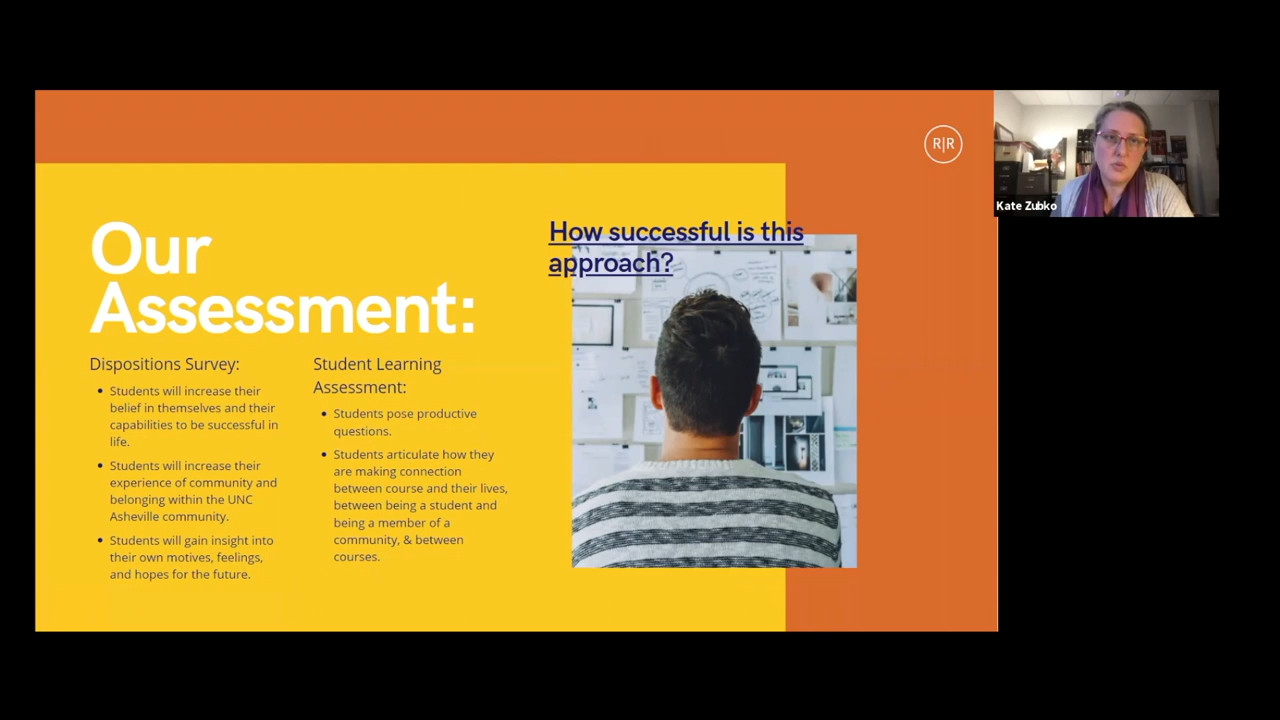 R|R
Kate Zubko
Our
Assessment:
How successful is this
approach?
Dispositions Survey:
• Students will increase their
belief in themselves and their
capabilities to be successful in
life.
• Students will increase their
experience of community and
belonging within the UNC
Asheville community.
• Students will gain insight into
their own motives, feelings,
and hopes for the future.
Student Learning
Assessment:
• Students pose productive
questions.
• Students articulate how they
are making connection
between course and their lives,
between being a student and
being a member of a
community, & between
courses.